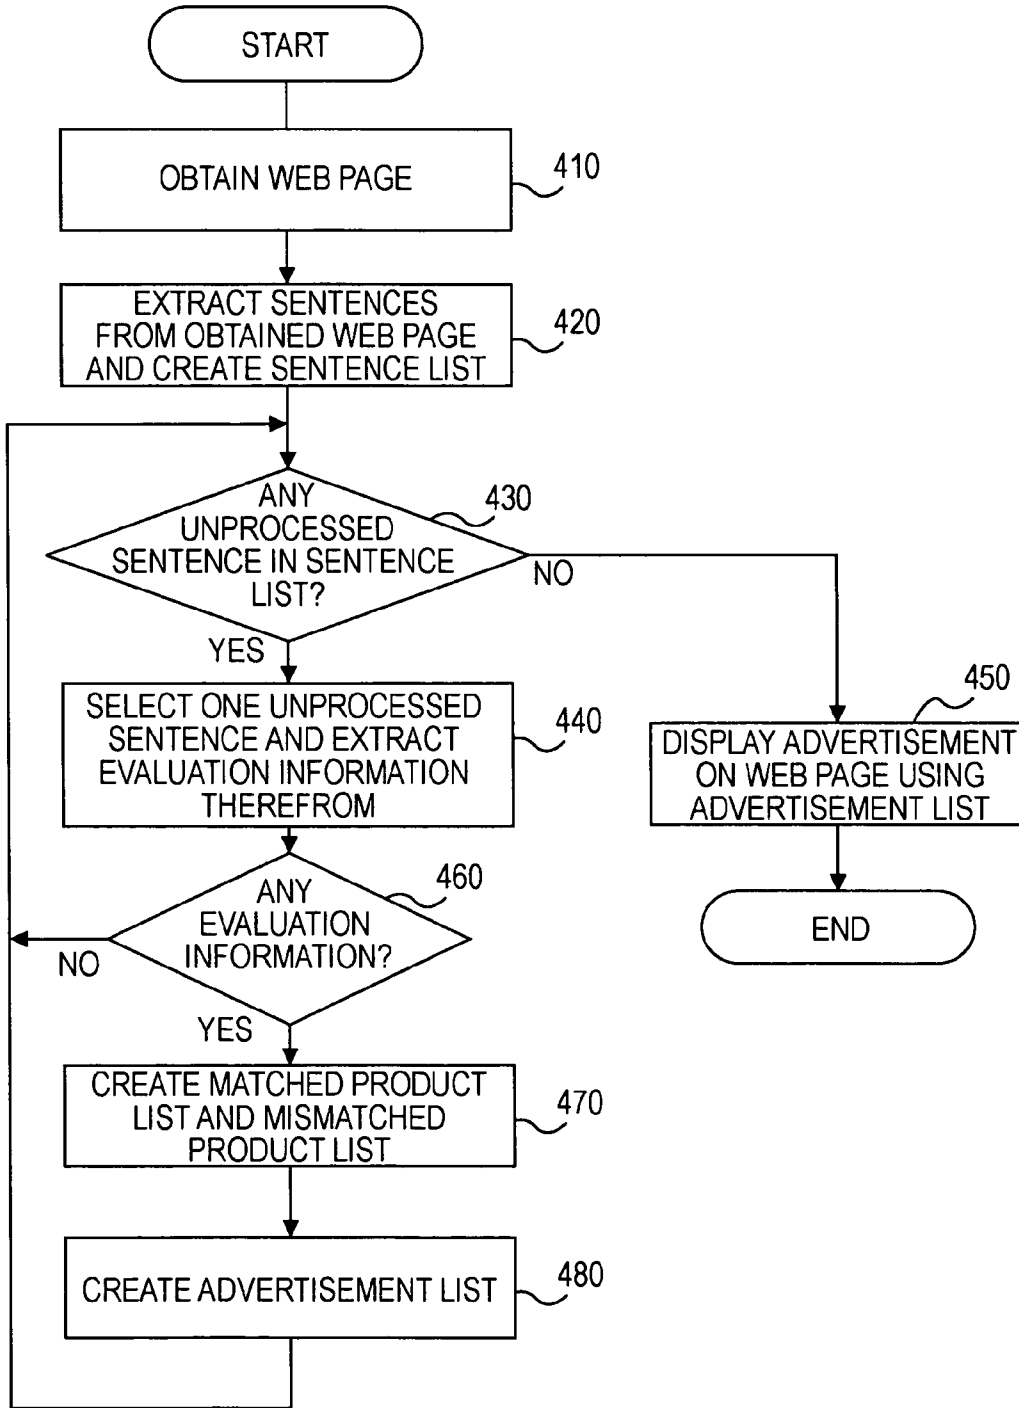 START
OBTAIN WEB PAGE
410
EXTRACT SENTENCES
FROM OBTAINED WEB PAGE
AND CREATE SENTENCE LIST
420
ANY
UNPROCESSED
SENTENCE IN SENTENCE
LIST?
430
NO
YES
SELECT ONE UNPROCESSED
SENTENCE AND EXTRACT
EVALUATION INFORMATION
THEREFROM
440
450
DISPLAY ADVERTISEMENT
ON WEB PAGE USING
ADVERTISEMENT LIST
ANY
EVALUATION
INFORMATION?
460
NO
YES
END
CREATE MATCHED PRODUCT
LIST AND MISMATCHED
PRODUCT LIST
470
CREATE ADVERTISEMENT LIST
480